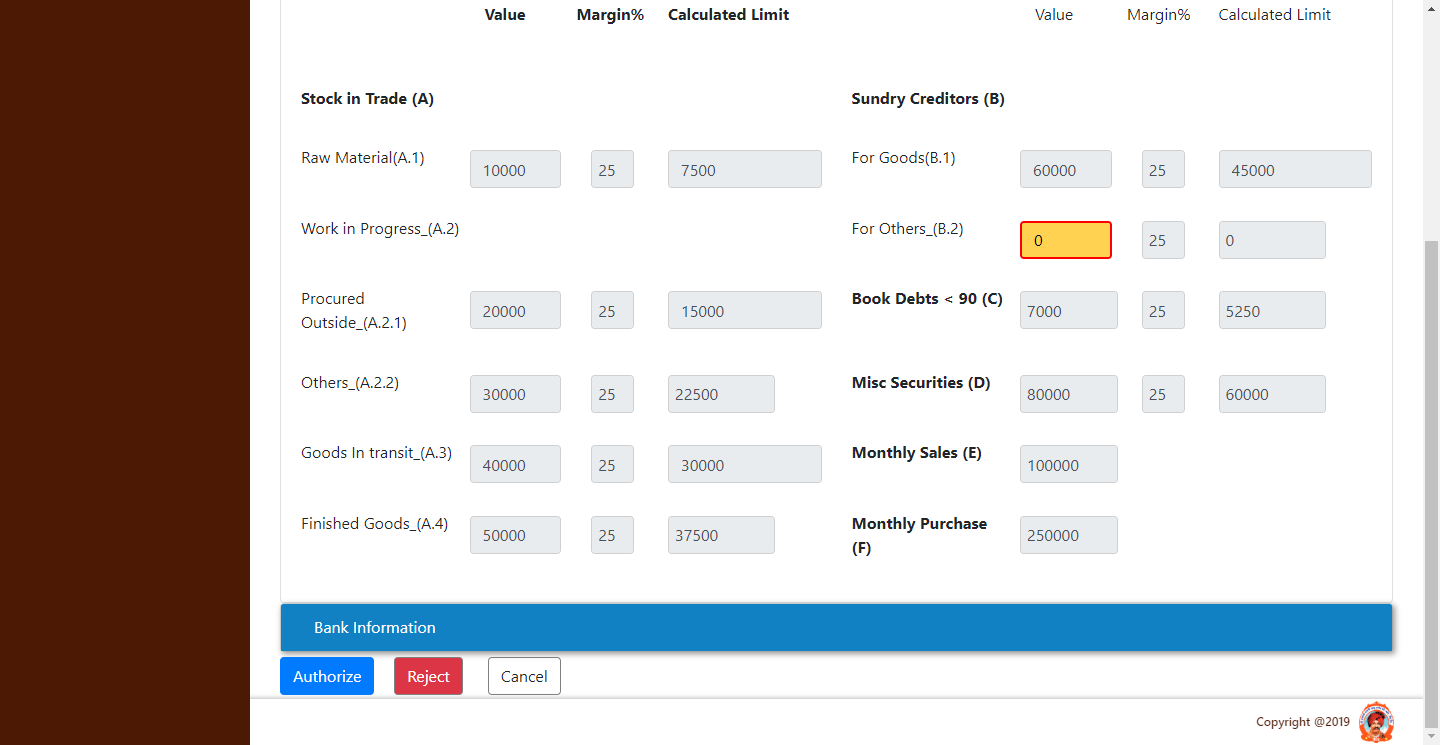 Value Margin% Calculated Limit Value Margin% Calculated Limit
Stock in Trade (A) Sundry Creditors (B)
Raw Material(A.1) 10000 25 7500 For Goods(B.1) 60000 25 45000
Work in Progress_(A.2) For Others_(B.2) 0 25 0
Procured
Outside_(A.2.1) 20000 25 15000 Book Debts < 90 (C) 7000 25 5250
Others_(A.2.2) 30000 25 22500 Misc Securities (D) 80000 25 60000
Goods In transit_(A.3) 40000 25 30000 Monthly Sales (E) 100000
Finished Goods_(A.4) 50000 25 37500 Monthly Purchase
(F) 250000
Bank Information
Authorize Reject Cancel
Copyright @2019